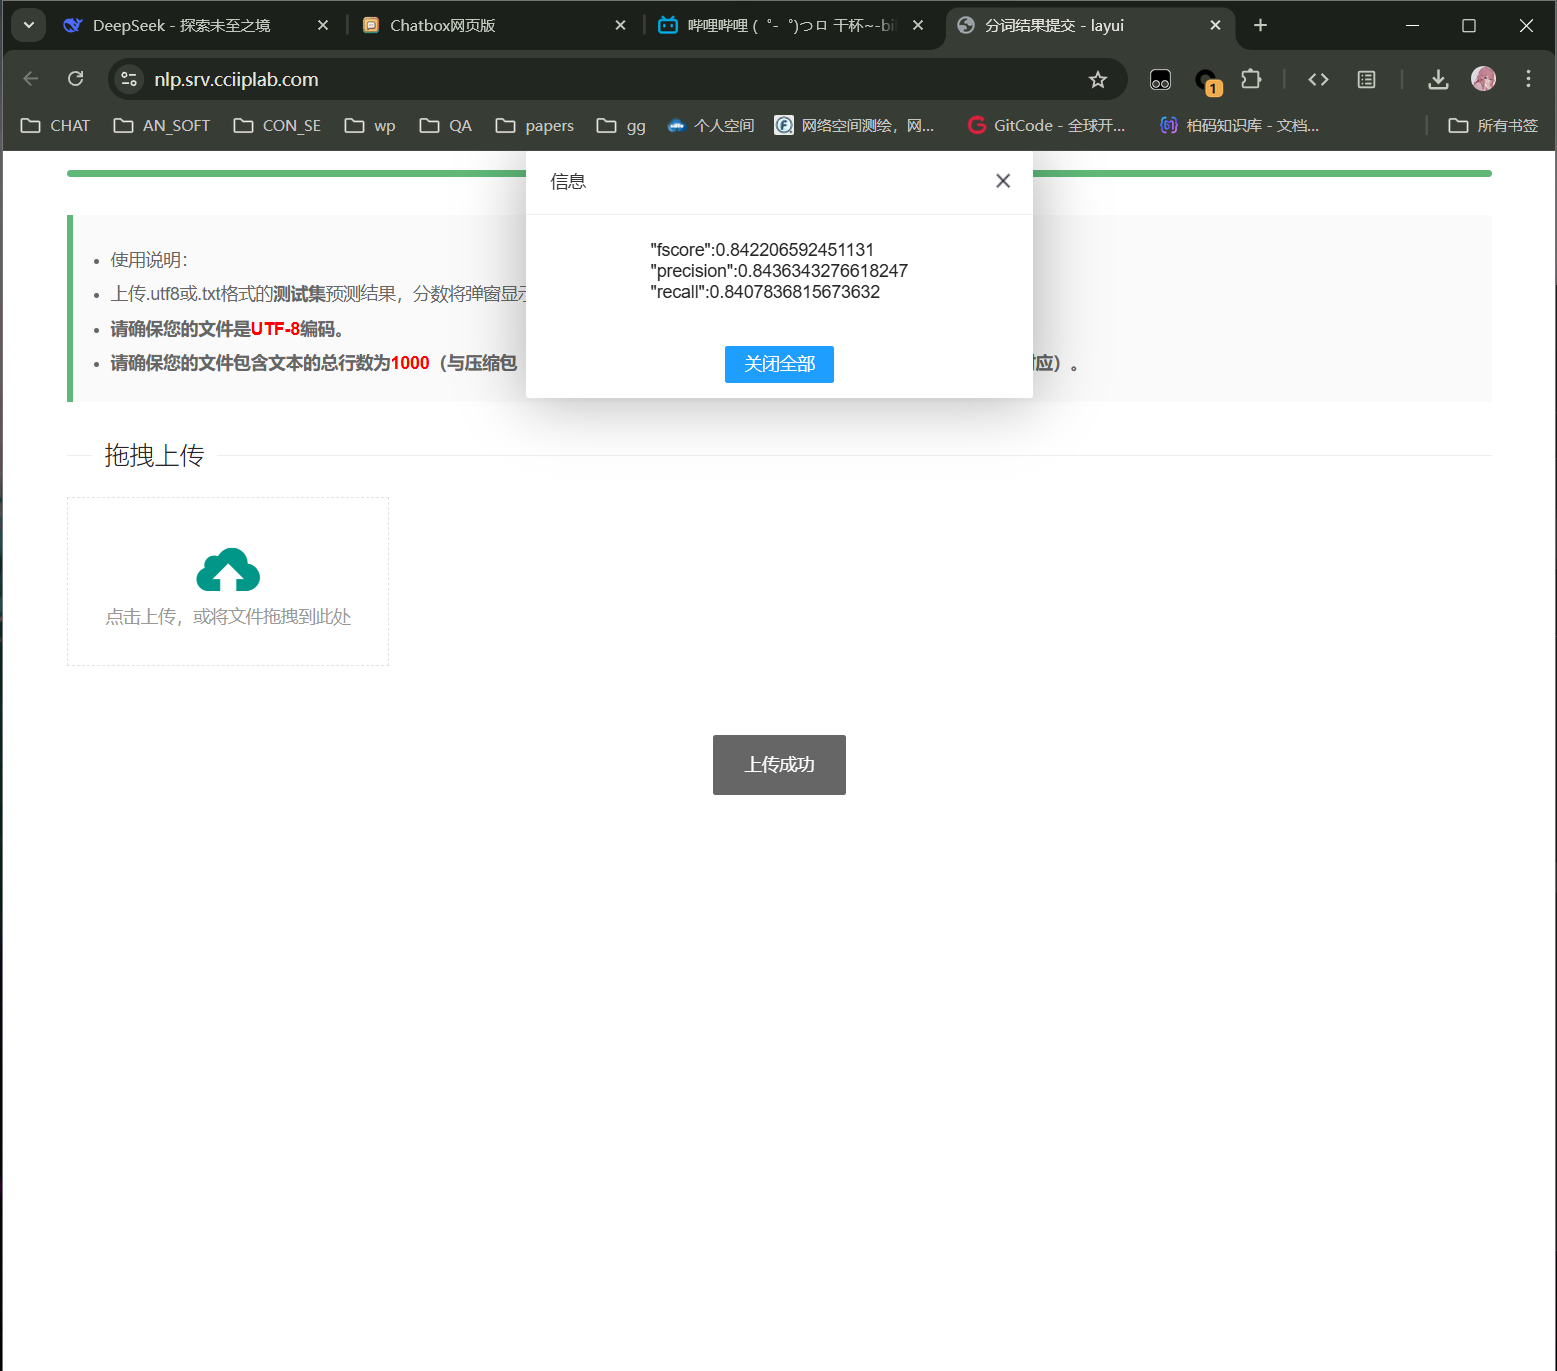 DeepSeek - 探索未至之境
Chatbox网页版
哔哩哔哩 (゜-゜)つロ 干杯~-bi
分词结果提交 - layui
nlp.srv.cciiplab.com
1
CHAT
AN_SOFT
CON_SE
wp
QA
papers
gg
个人空间
网络空间测绘，网...
GitCode - 全球开...
柏码知识库 - 文档...
所有书签
信息
"fscore":0.842206592451131
"precision":0.8436343276618247
"recall":0.8407836815673632
关闭全部
使用说明：
上传.utf8或.txt格式的测试集预测结果，分数将弹窗显示
请确保您的文件是UTF-8编码。
请确保您的文件包含文本的总行数为1000（与压缩包 应）。
拖拽上传
点击上传，或将文件拖拽到此处
上传成功